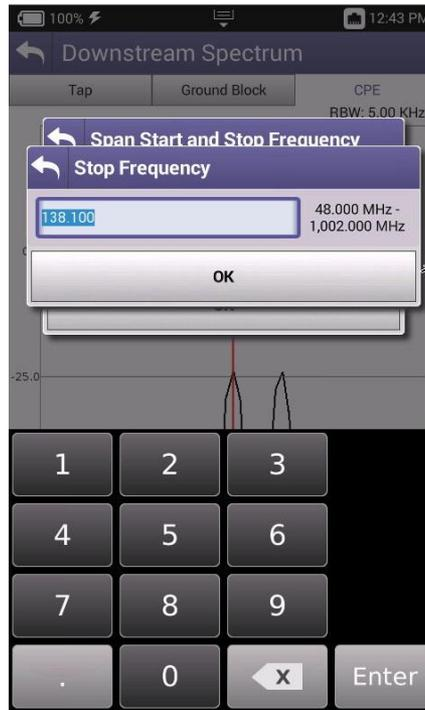 100%
12:43 PM
Downstream Spectrum
Tap
Ground Block
CPE
RBW: 5.00 KHz
Span Start and Stop Frequency
Stop Frequency
138.100
48.000 MHz -
1,002.000 MHz
OK
-25.0
1
2
3
4
5
6
7
8
9
.
0
X
Enter